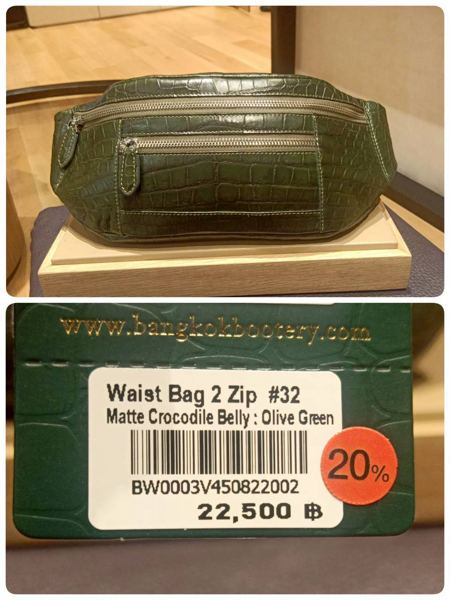 www.bangkokbootery.com
Waist Bag 2 Zip #32
Matte Crocodile Belly : Olive Green
BW0003V450822002
22,500 ฿
20%